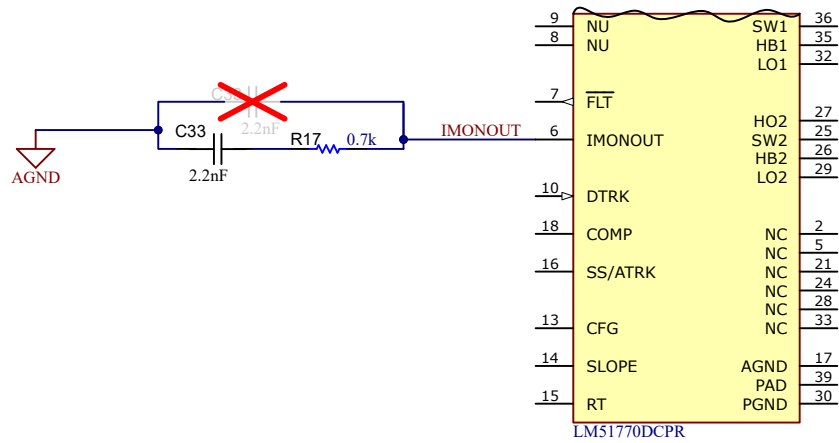 9 NU SW1 36
8 NU HB1 35
LO1 32
7 FLT
HO2 27
6 IMONOUT SW2 25
HB2 26
LO2 29
10 DTRK
18 COMP NC 2
NC 5
16 SS/ATRK NC 21
NC 24
NC 28
13 CFG NC 33
14 SLOPE AGND 17
PAD 39
15 RT PGND 30
LM51770DCPR
2.2nF
C33
R17 0.7k
2.2nF
IMONOUT
AGND